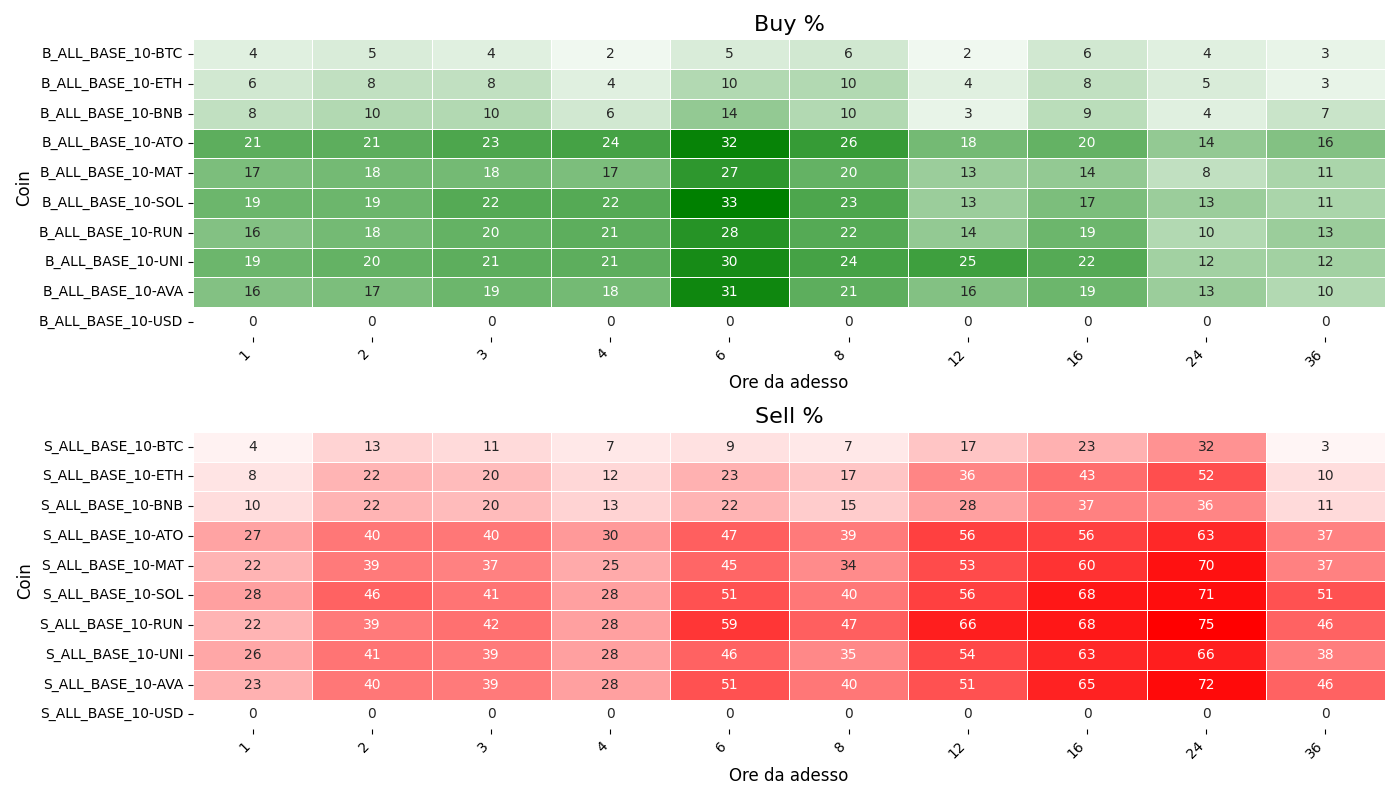 Buy %
Coin
B_ALL_BASE_10-BTC 4 5 4 2 5 6 2 6 4 3
B_ALL_BASE_10-ETH 6 8 8 4 10 10 4 8 5 3
B_ALL_BASE_10-BNB 8 10 10 6 14 10 3 9 4 7
B_ALL_BASE_10-ATO 21 21 23 24 32 26 18 20 14 16
B_ALL_BASE_10-MAT 17 18 18 17 27 20 13 14 8 11
B_ALL_BASE_10-SOL 19 19 22 22 33 23 13 17 13 11
B_ALL_BASE_10-RUN 16 18 20 21 28 22 14 19 10 13
B_ALL_BASE_10-UNI 19 20 21 21 30 24 25 22 12 12
B_ALL_BASE_10-AVA 16 17 19 18 31 21 16 19 13 10
B_ALL_BASE_10-USD 0 0 0 0 0 0 0 0 0 0
1 2 3 4 6 8 12 16 24 36
Ore da adesso
Sell %
Coin
S_ALL_BASE_10-BTC 4 13 11 7 9 7 17 23 32 3
S_ALL_BASE_10-ETH 8 22 20 12 23 17 36 43 52 10
S_ALL_BASE_10-BNB 10 22 20 13 22 15 28 37 36 11
S_ALL_BASE_10-ATO 27 40 40 30 47 39 56 56 63 37
S_ALL_BASE_10-MAT 22 39 37 25 45 34 53 60 70 37
S_ALL_BASE_10-SOL 28 46 41 28 51 40 56 68 71 51
S_ALL_BASE_10-RUN 22 39 42 28 59 47 66 68 75 46
S_ALL_BASE_10-UNI 26 41 39 28 46 35 54 63 66 38
S_ALL_BASE_10-AVA 23 40 39 28 51 40 51 65 72 46
S_ALL_BASE_10-USD 0 0 0 0 0 0 0 0 0 0
1 2 3 4 6 8 12 16 24 36
Ore da adesso